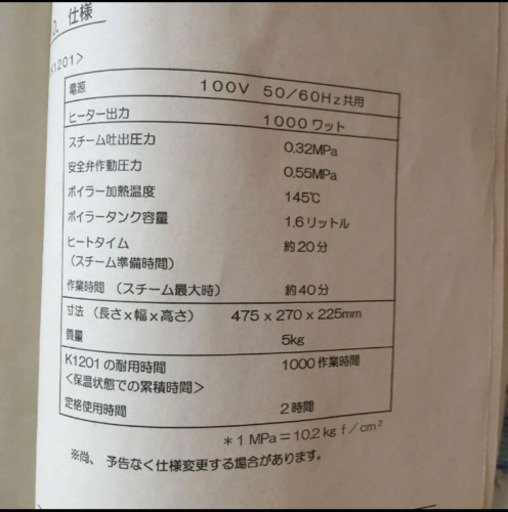 仕様
K1201>
電源 100V 50/60Hz共用
ヒーター出力 1000ワット
スチーム吐出圧力 0.32MPa
安全弁作動圧力 0.55MPa
ボイラー加熱温度 145℃
ボイラータンク容量 1.6リットル
ヒートタイム 約20分
(スチーム準備時間)
作業時間 (スチーム最大時) 約40分
寸法(長さx幅x高さ) 475x270x225mm
質量 5kg
K1201の耐用時間 1000作業時間
<保温状態での累積時間>
定格使用時間 2時間
*1MPa=10.2kgf/cm²
※尚、予告なく仕様変更する場合があります。